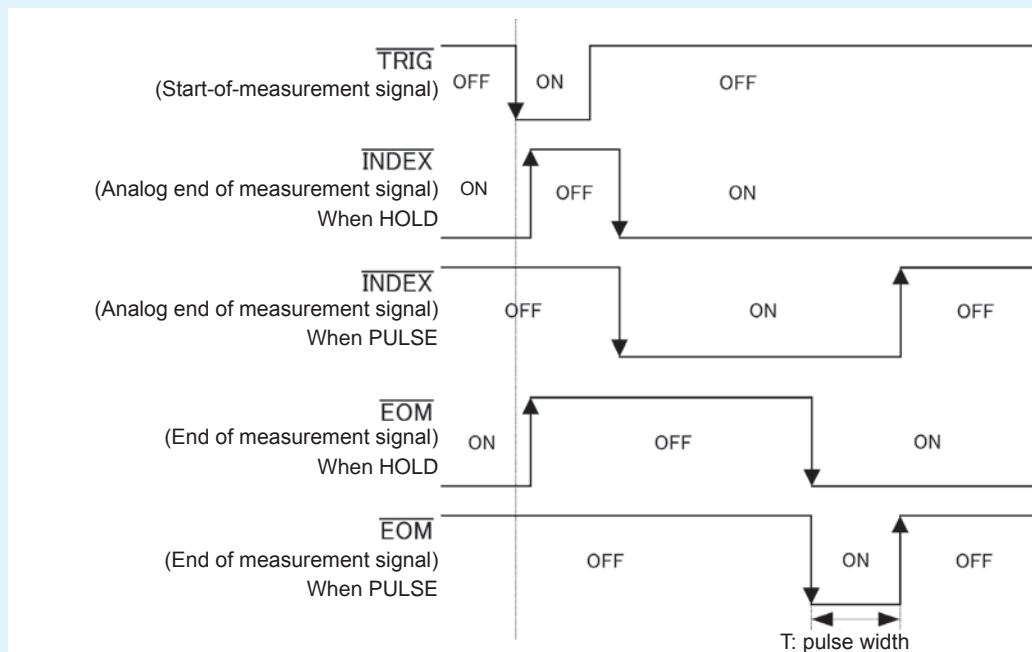 TRIG
(Start-of-measurement signal) OFF ON OFF
INDEX
(Analog end of measurement signal) ON OFF ON
When HOLD
INDEX
(Analog end of measurement signal) OFF ON OFF
When PULSE
EOM
(End of measurement signal) ON OFF ON
When HOLD
EOM
(End of measurement signal) OFF ON OFF
When PULSE
T: pulse width